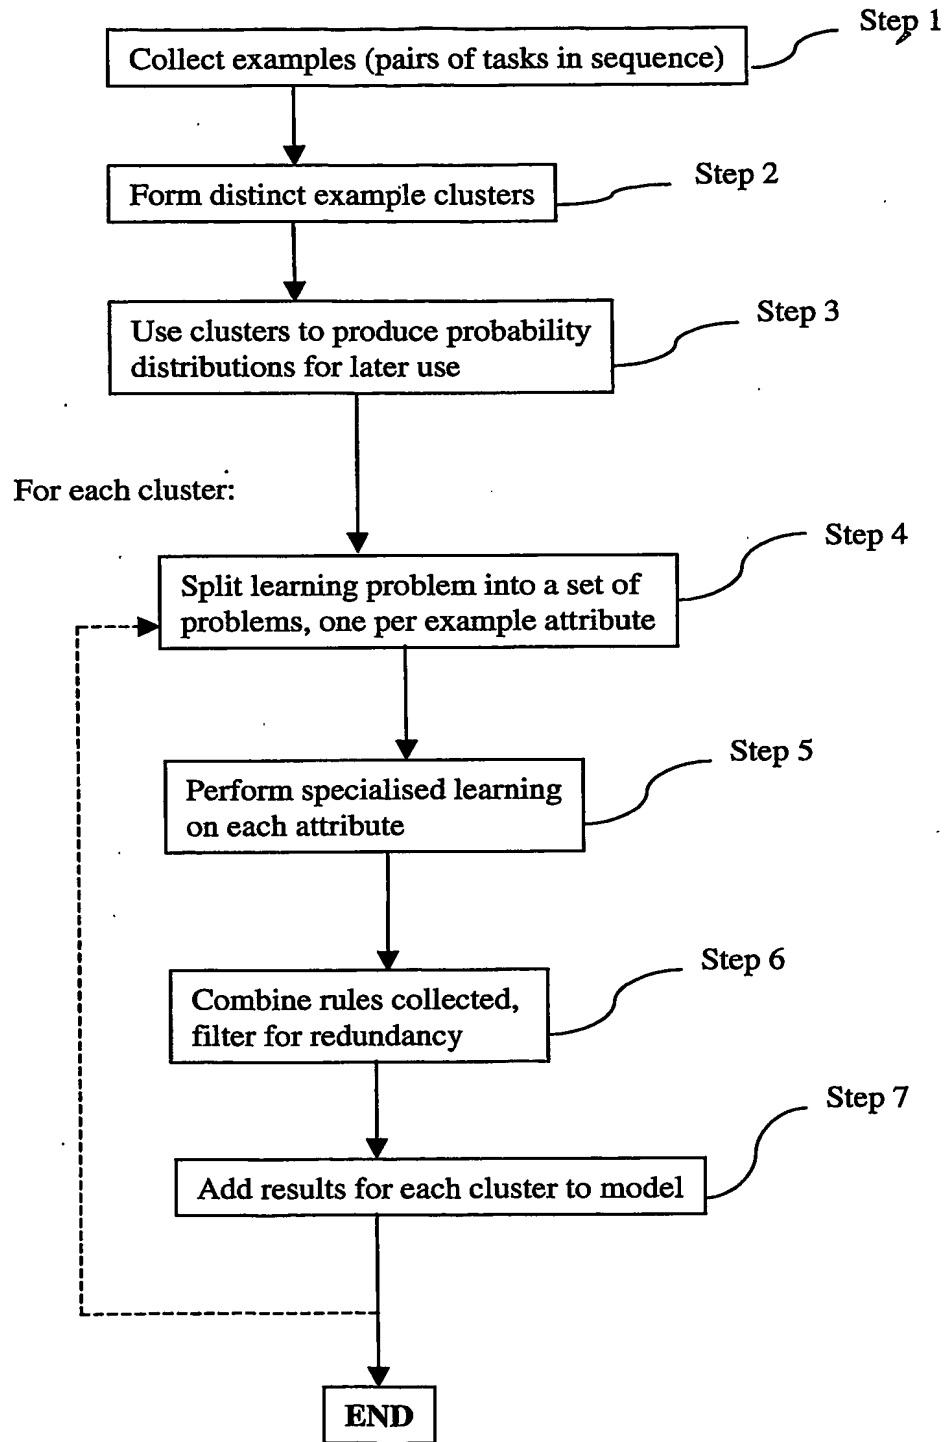 Step 1
Collect examples (pairs of tasks in sequence)
Step 2
Form distinct example clusters
Step 3
Use clusters to produce probability
distributions for later use
For each cluster:
Step 4
Split learning problem into a set of
problems, one per example attribute
Step 5
Perform specialised learning
on each attribute
Step 6
Combine rules collected,
filter for redundancy
Step 7
Add results for each cluster to model
END